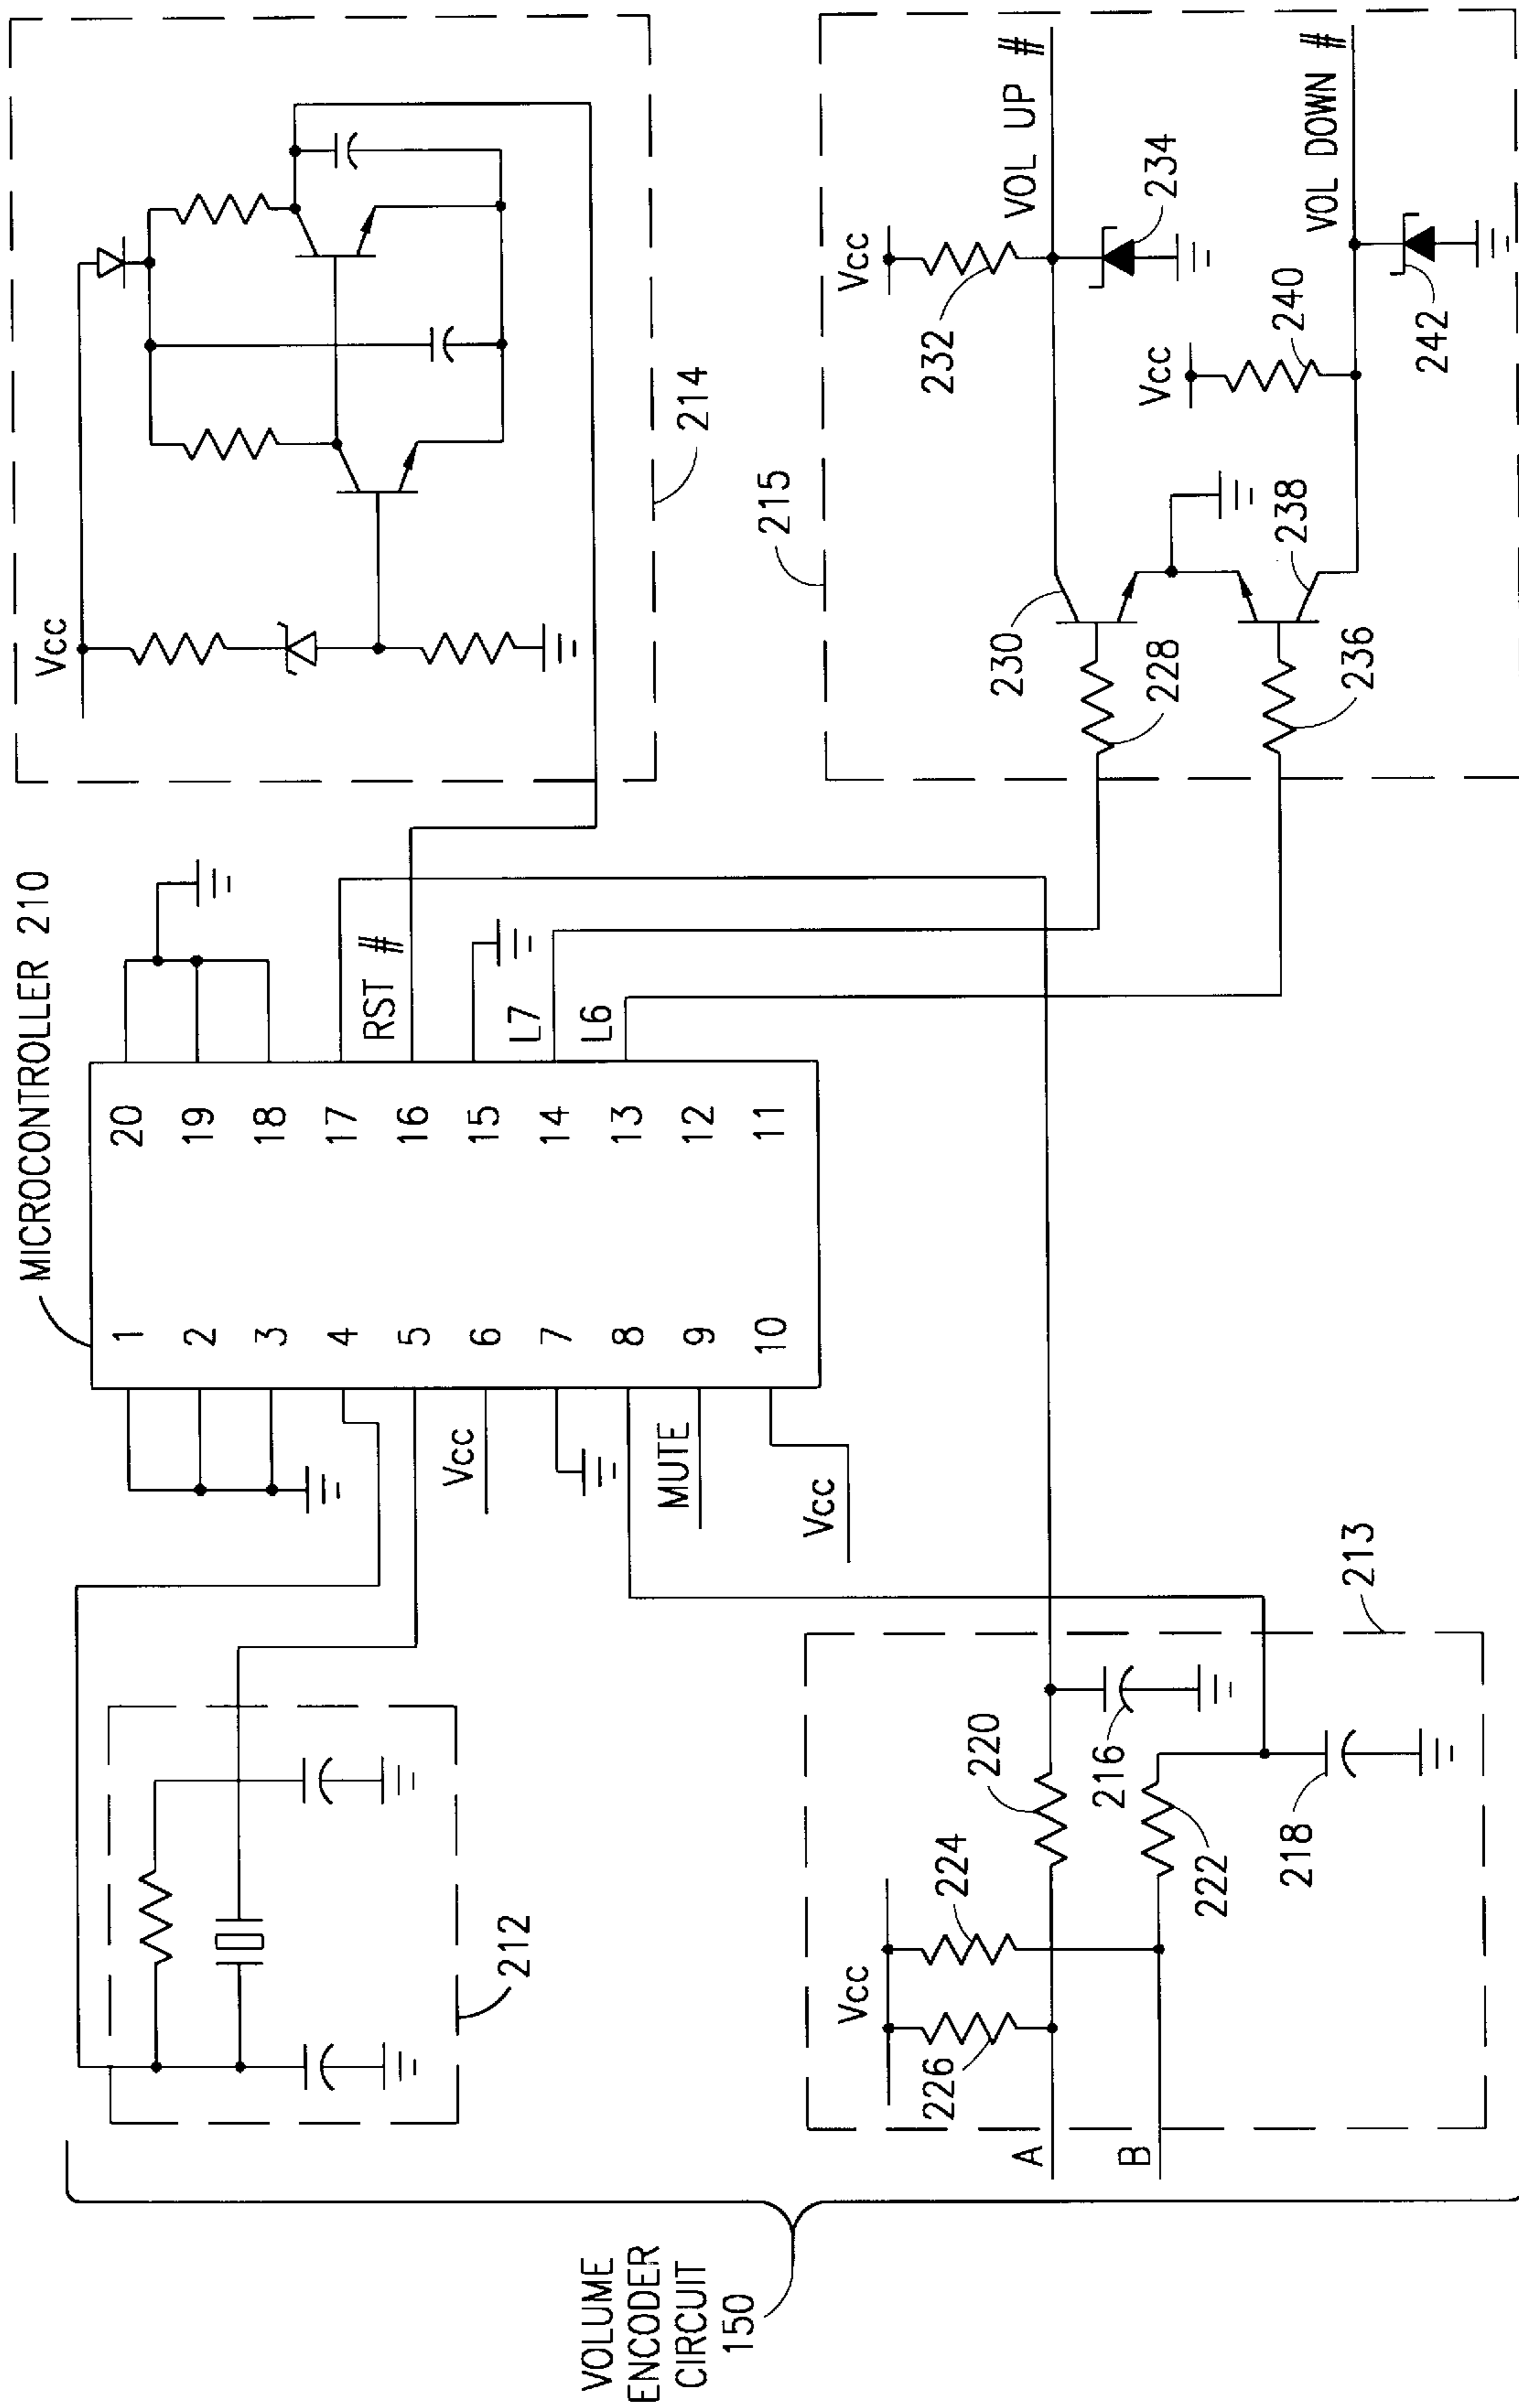 VOLUME
ENCODER
CIRCUIT
150
MICROCONTROLLER 210
1
2
3
4
5
6
7
8
9
10
20
19
18
17
16
15
14
13
12
11
Vcc
MUTE
Vcc
RST #
L7
L6
212
Vcc
214
A
B
Vcc
226
224
220
216
222
218
213
215
230
228
236
238
Vcc
232
VOL UP #
234
Vcc
240
VOL DOWN #
242